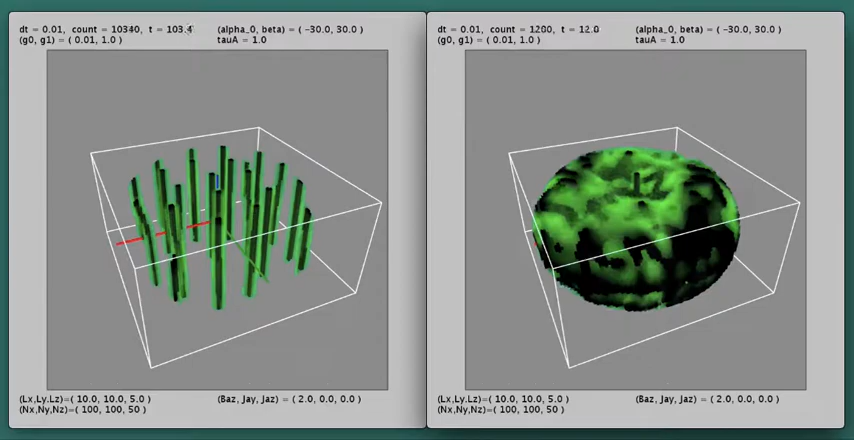 dt = 0.01, count = 10340, t = 103.4 (alpha_0, beta) = ( -30.0, 30.0 )
(g0, g1) = ( 0.01, 1.0 ) tauA = 1.0
(Lx,Ly,Lz)=( 10.0, 10.0, 5.0 ) (Baz, Jay, Jaz) = ( 2.0, 0.0, 0.0 )
(Nx,Ny,Nz)=( 100, 100, 50 )
dt = 0.01, count = 1200, t = 12.0 (alpha_0, beta) = ( -30.0, 30.0 )
(g0, g1) = ( 0.01, 1.0 ) tauA = 1.0
(Lx,Ly,Lz)=( 10.0, 10.0, 5.0 ) (Baz, Jay, Jaz) = ( 2.0, 0.0, 0.0 )
(Nx,Ny,Nz)=( 100, 100, 50 )